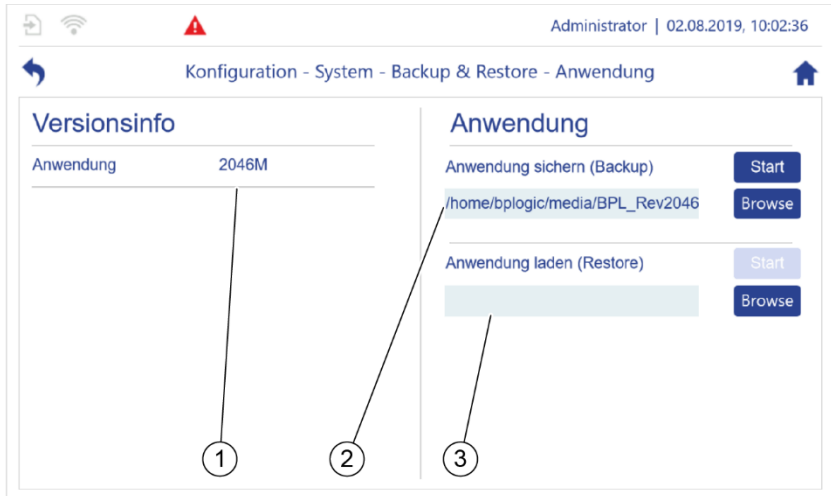 Administrator | 02.08.2019, 10:02:36
Konfiguration - System - Backup & Restore - Anwendung
Versionsinfo
Anwendung 2046M
Anwendung
Anwendung sichern (Backup) Start
/home/bplogic/media/BPL_Rev2046 Browse
Anwendung laden (Restore) Start
Browse
1 2 3